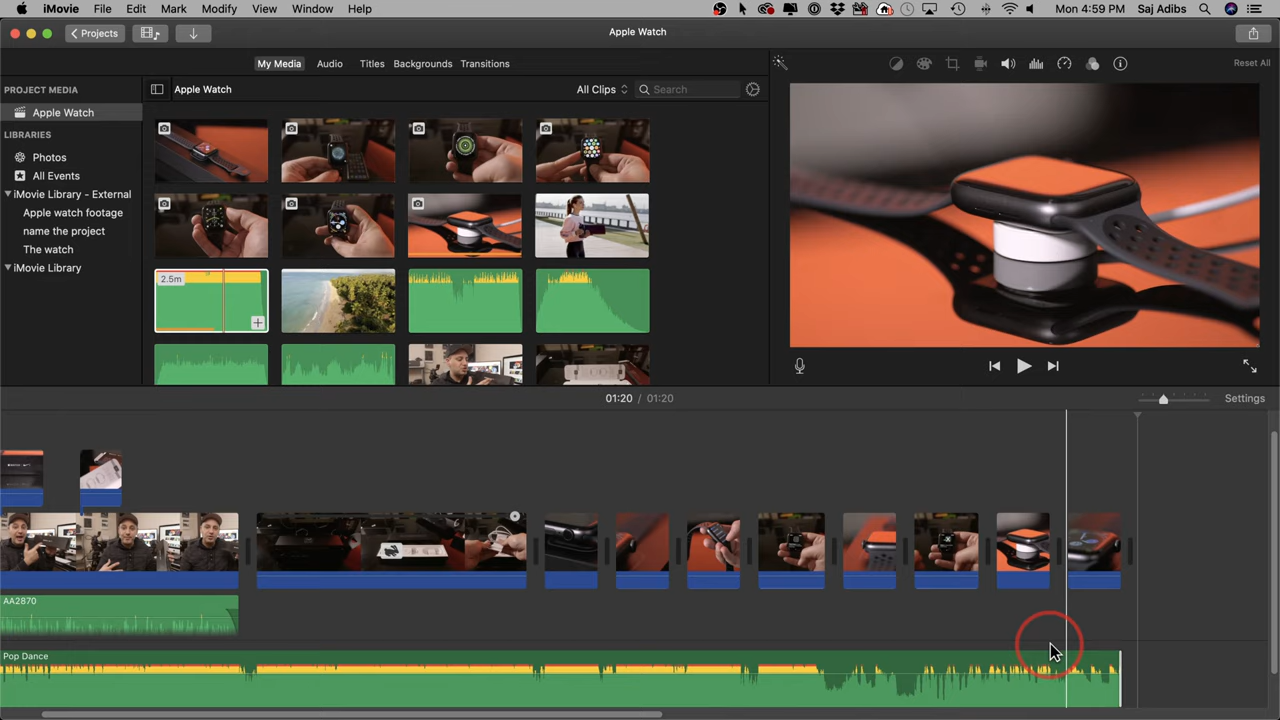 iMovie File Edit Mark Modify View Window Help Mon 4:59 PM Saj Adibs
Projects Apple Watch
My Media Audio Titles Backgrounds Transitions Reset All
PROJECT MEDIA
Apple Watch All Clips Search
Apple Watch
LIBRARIES
Photos
All Events
iMovie Library - External
Apple watch footage
name the project
The watch
iMovie Library
2.5m
01:20 / 01:20 Settings
AA2870
Pop Dance